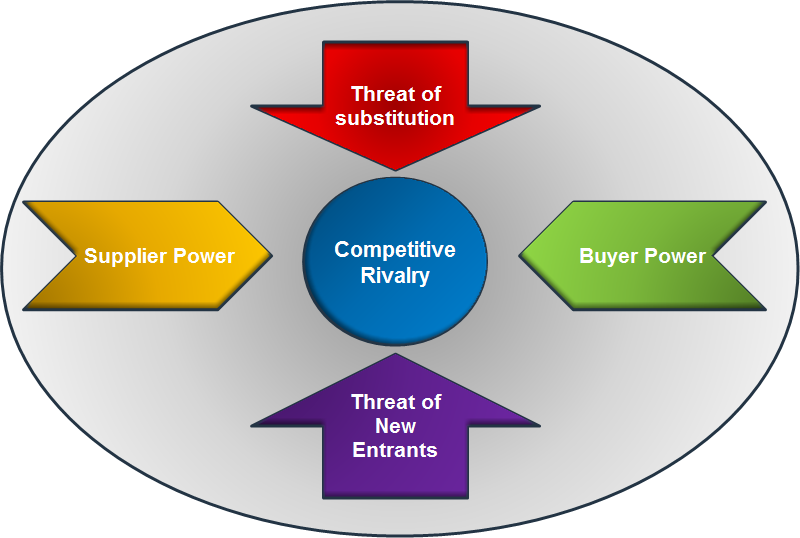 Threat of
substitution
Supplier Power
Competitive
Rivalry
Buyer Power
Threat of
New
Entrants